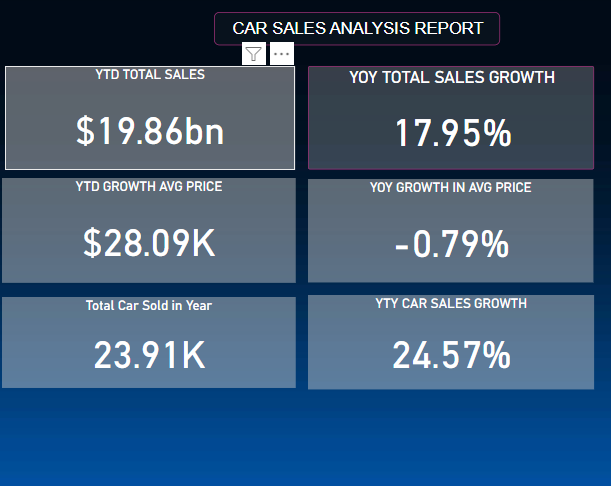 CAR SALES ANALYSIS REPORT
YTD TOTAL SALES
$19.86bn
YOY TOTAL SALES GROWTH
17.95%
YTD GROWTH AVG PRICE
$28.09K
YOY GROWTH IN AVG PRICE
-0.79%
Total Car Sold in Year
23.91K
YTY CAR SALES GROWTH
24.57%